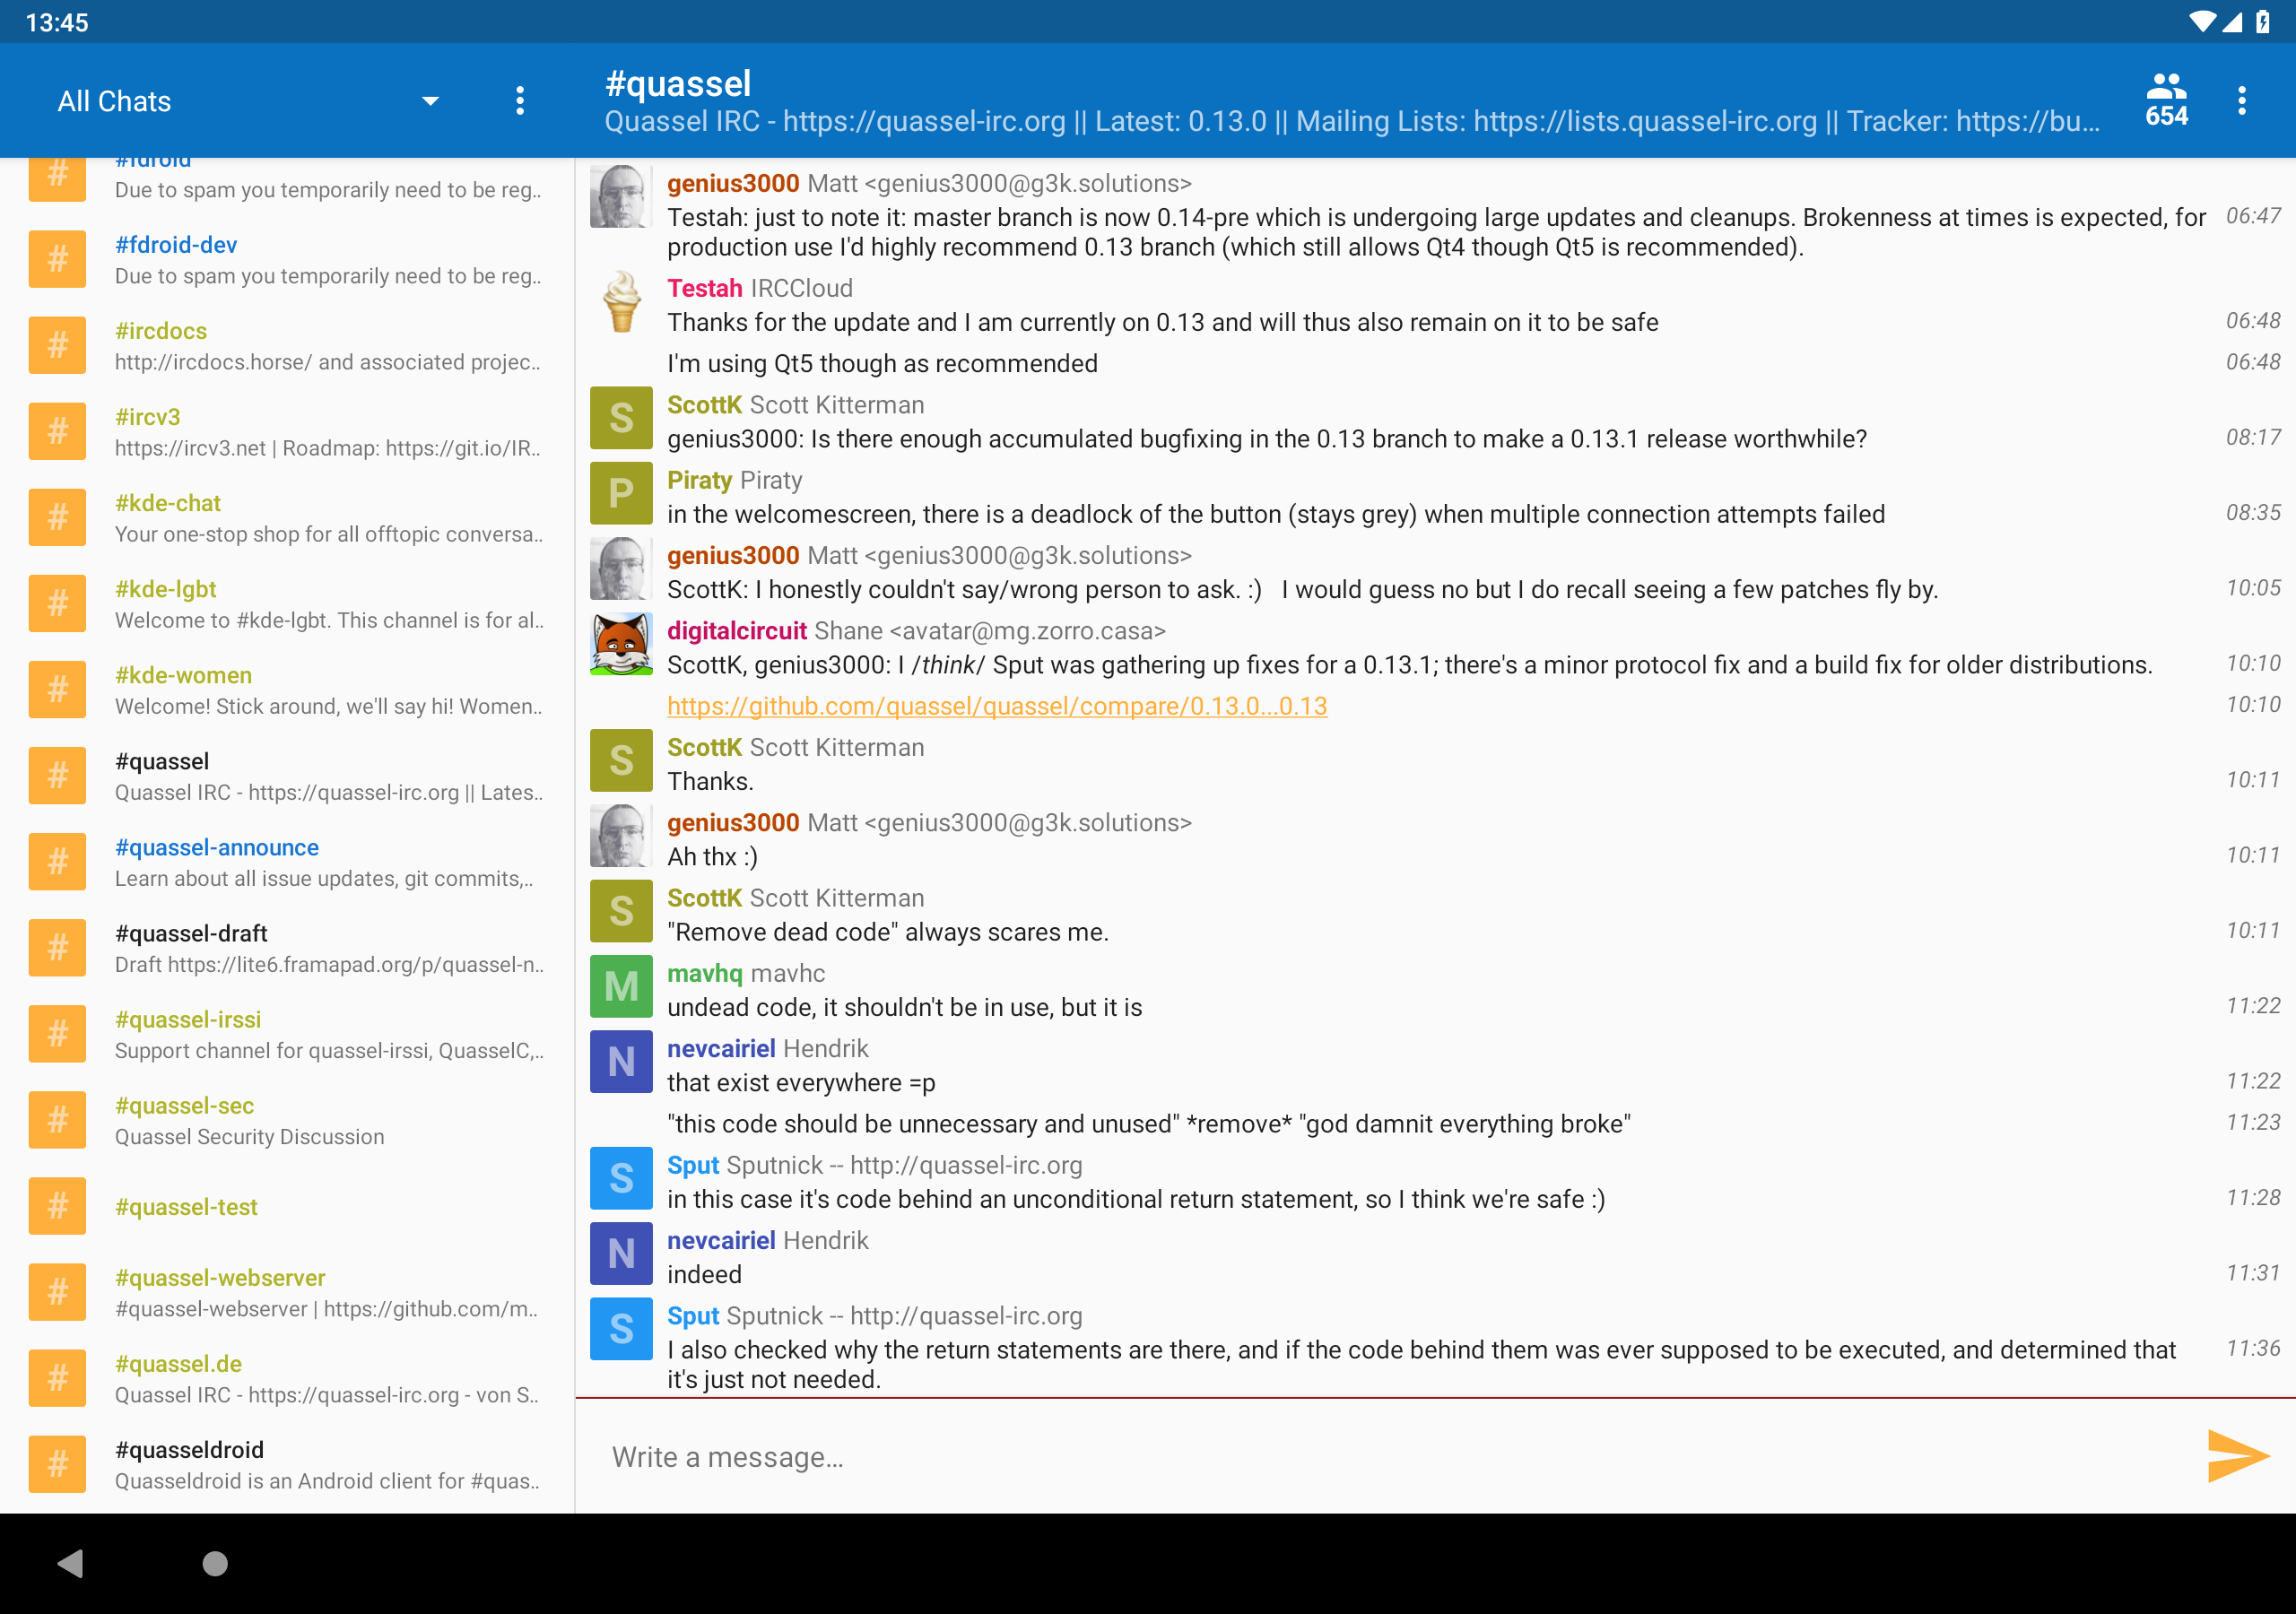 13:45
All Chats
#quassel
Quassel IRC - https://quassel-irc.org || Latest: 0.13.0 || Mailing Lists: https://lists.quassel-irc.org || Tracker: https://bu...
654
#fdroid
Due to spam you temporarily need to be reg..
#fdroid-dev
Due to spam you temporarily need to be reg..
#ircdocs
http://ircdocs.horse/ and associated projec..
#ircv3
https://ircv3.net | Roadmap: https://git.io/IR..
#kde-chat
Your one-stop shop for all offtopic conversa..
#kde-lgbt
Welcome to #kde-lgbt. This channel is for al..
#kde-women
Welcome! Stick around, we'll say hi! Women..
#quassel
Quassel IRC - https://quassel-irc.org || Lates..
#quassel-announce
Learn about all issue updates, git commits,..
#quassel-draft
Draft https://lite6.framapad.org/p/quassel-n..
#quassel-irssi
Support channel for quassel-irssi, QuasselC,..
#quassel-sec
Quassel Security Discussion
#quassel-test
#quassel-webserver
#quassel-webserver | https://github.com/m..
#quassel.de
Quassel IRC - https://quassel-irc.org - von S..
#quasseldroid
Quasseldroid is an Android client for #quas..
genius3000 Matt <genius3000@g3k.solutions>
Testah: just to note it: master branch is now 0.14-pre which is undergoing large updates and cleanups. Brokenness at times is expected, for 06:47
production use I'd highly recommend 0.13 branch (which still allows Qt4 though Qt5 is recommended).
Testah IRCCloud
Thanks for the update and I am currently on 0.13 and will thus also remain on it to be safe 06:48
I'm using Qt5 though as recommended 06:48
S ScottK Scott Kitterman
genius3000: Is there enough accumulated bugfixing in the 0.13 branch to make a 0.13.1 release worthwhile? 08:17
P Piraty Piraty
in the welcomescreen, there is a deadlock of the button (stays grey) when multiple connection attempts failed 08:35
genius3000 Matt <genius3000@g3k.solutions>
ScottK: I honestly couldn't say/wrong person to ask. :)   I would guess no but I do recall seeing a few patches fly by. 10:05
digitalcircuit Shane <avatar@mg.zorro.casa>
ScottK, genius3000: I /think/ Sput was gathering up fixes for a 0.13.1; there's a minor protocol fix and a build fix for older distributions. 10:10
https://github.com/quassel/quassel/compare/0.13.0...0.13 10:10
S ScottK Scott Kitterman
Thanks. 10:11
genius3000 Matt <genius3000@g3k.solutions>
Ah thx :) 10:11
S ScottK Scott Kitterman
"Remove dead code" always scares me. 10:11
M mavhq mavhc
undead code, it shouldn't be in use, but it is 11:22
N nevcairiel Hendrik
that exist everywhere =p 11:22
"this code should be unnecessary and unused" *remove* "god damnit everything broke" 11:23
S Sput Sputnick -- http://quassel-irc.org
in this case it's code behind an unconditional return statement, so I think we're safe :) 11:28
N nevcairiel Hendrik
indeed 11:31
S Sput Sputnick -- http://quassel-irc.org
I also checked why the return statements are there, and if the code behind them was ever supposed to be executed, and determined that 11:36
it's just not needed.
Write a message…